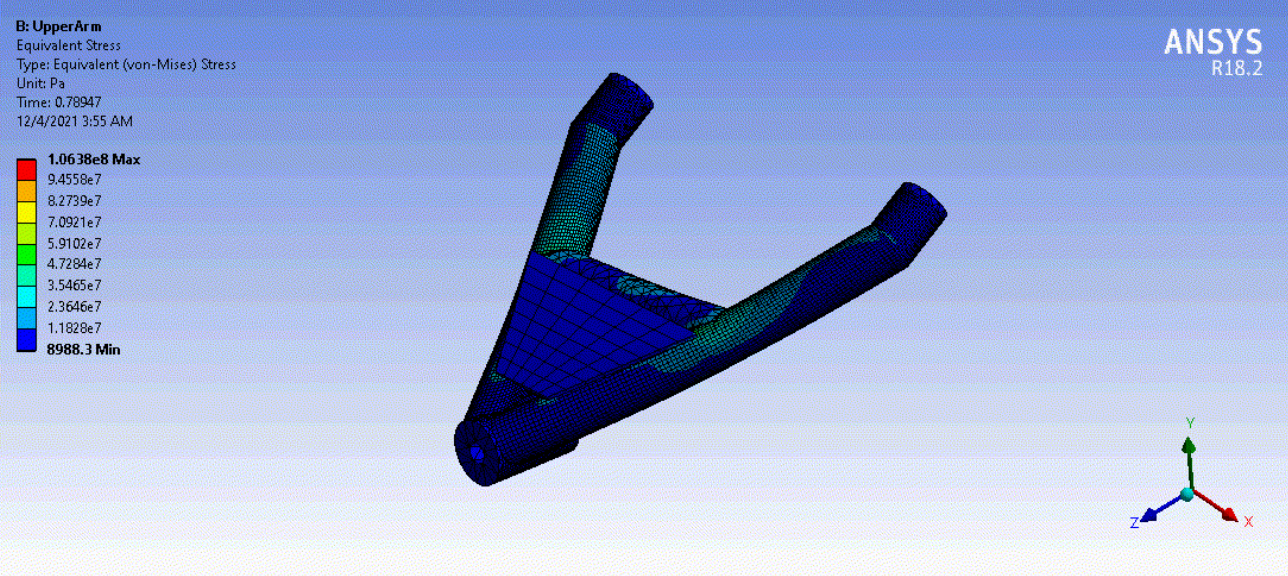 B: UpperArm
Equivalent Stress
Type: Equivalent (von-Mises) Stress
Unit: Pa
Time: 0.78947
12/4/2021 3:55 AM
1.0638e8 Max
9.4558e7
8.2739e7
7.0921e7
5.9102e7
4.7284e7
3.5465e7
2.3646e7
1.1828e7
8988.3 Min
ANSYS
R18.2
Y
Z
X